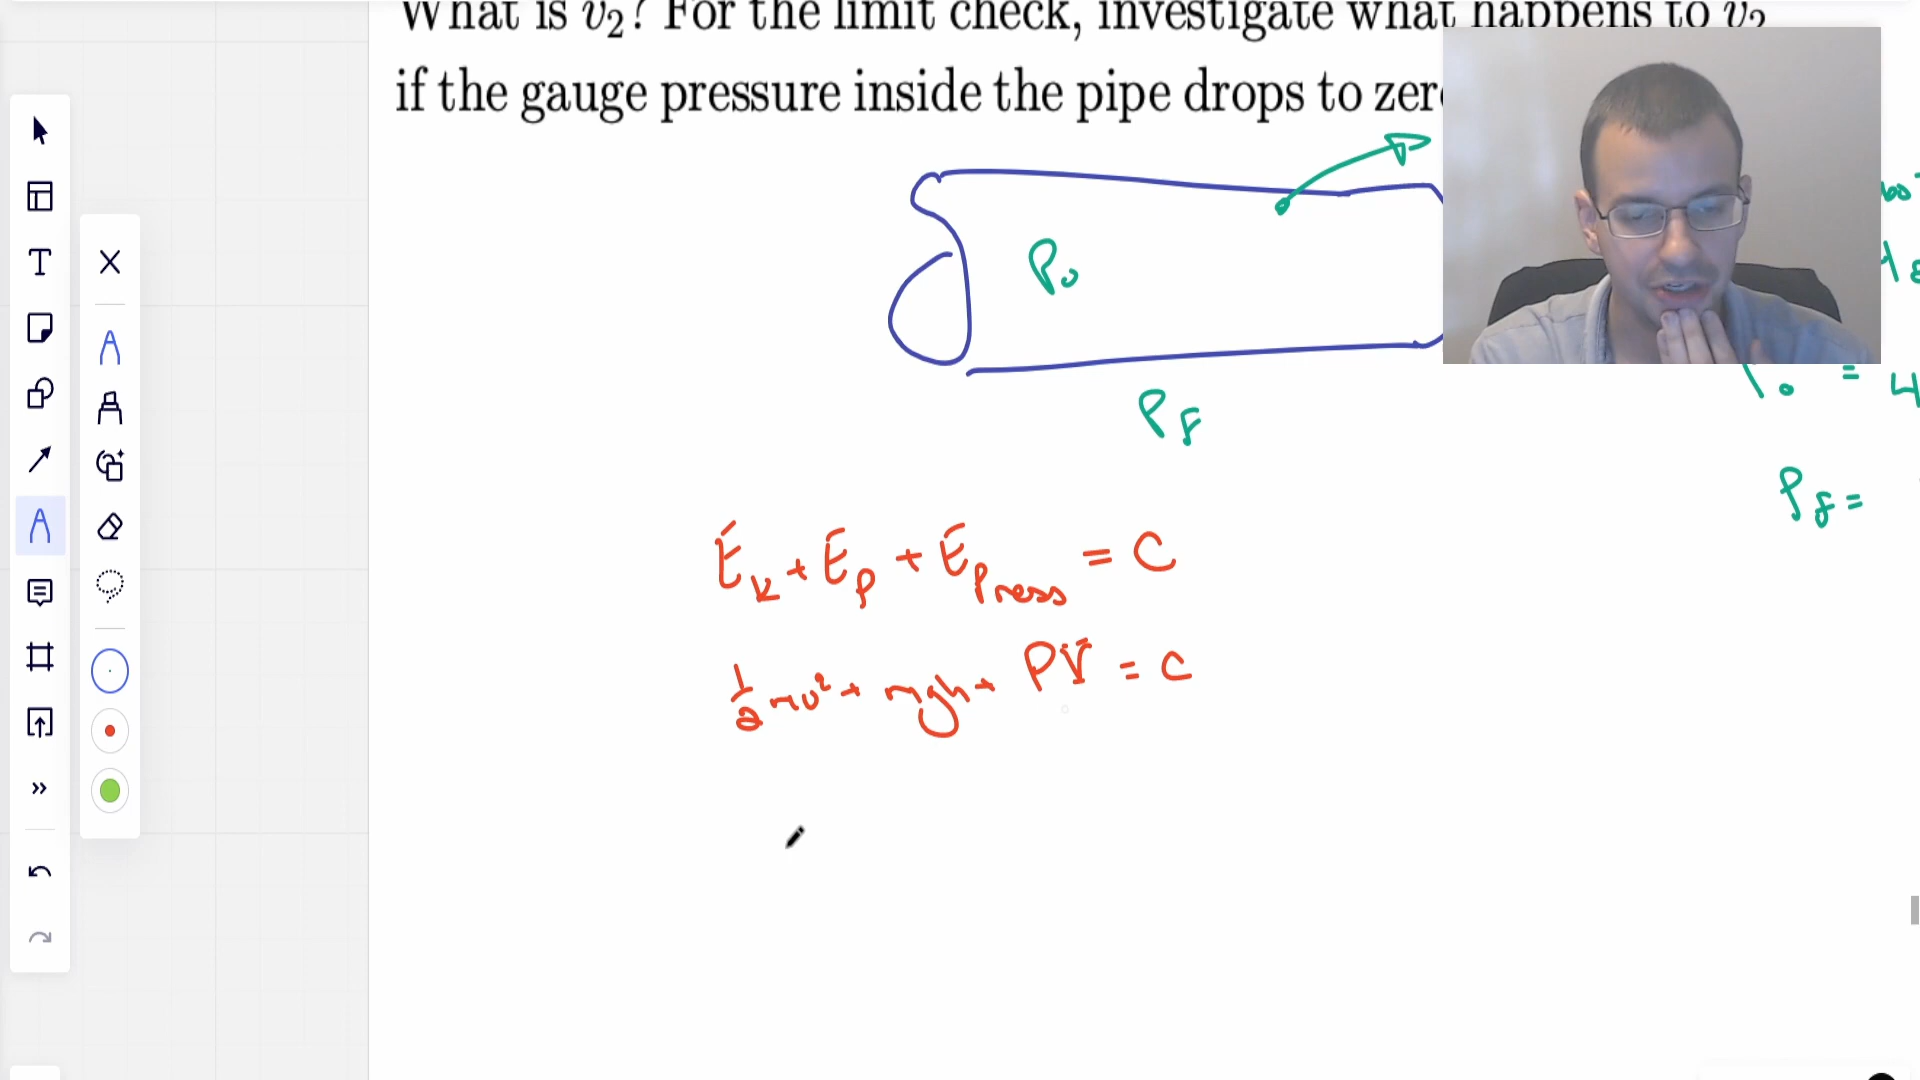 What is v₂? For the limit check, investigate what happens to v₂
if the gauge pressure inside the pipe drops to
P₀
P_f
P_f =
E_k + E_p + E_press = C
½mv² + mgh + PV = C
T